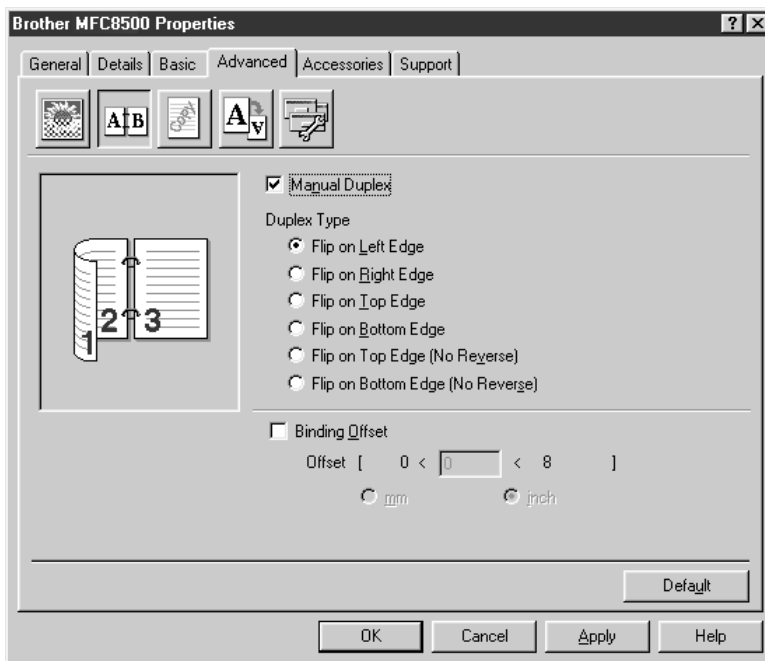 Brother MFC8500 Properties
General Details Basic Advanced Accessories Support
A B Copy A A
Manual Duplex
Duplex Type
Flip on Left Edge
Flip on Right Edge
Flip on Top Edge
Flip on Bottom Edge
Flip on Top Edge (No Reverse)
Flip on Bottom Edge (No Reverse)
1 2 3
Binding Offset
Offset [ 0 < 0 < 8 ]
mm inch
Default
OK Cancel Apply Help